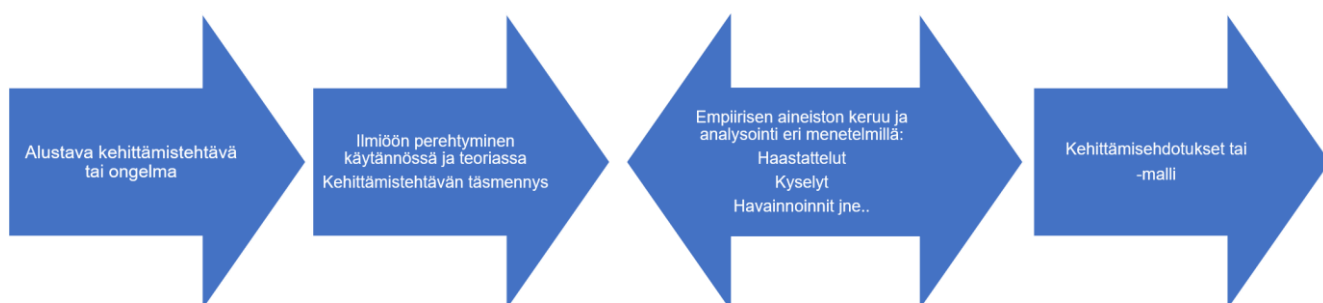 Alustava kehittämistehtävä
tai ongelma
Ilmiöön perehtyminen
käytännössä ja teoriassa
Kehittämistehtävän täsmennys
Empiirisen aineiston keruu ja
analysointi eri menetelmillä:
Haastattelut
Kyselyt
Havainnoinnit jne..
Kehittämisehdotukset tai
-malli